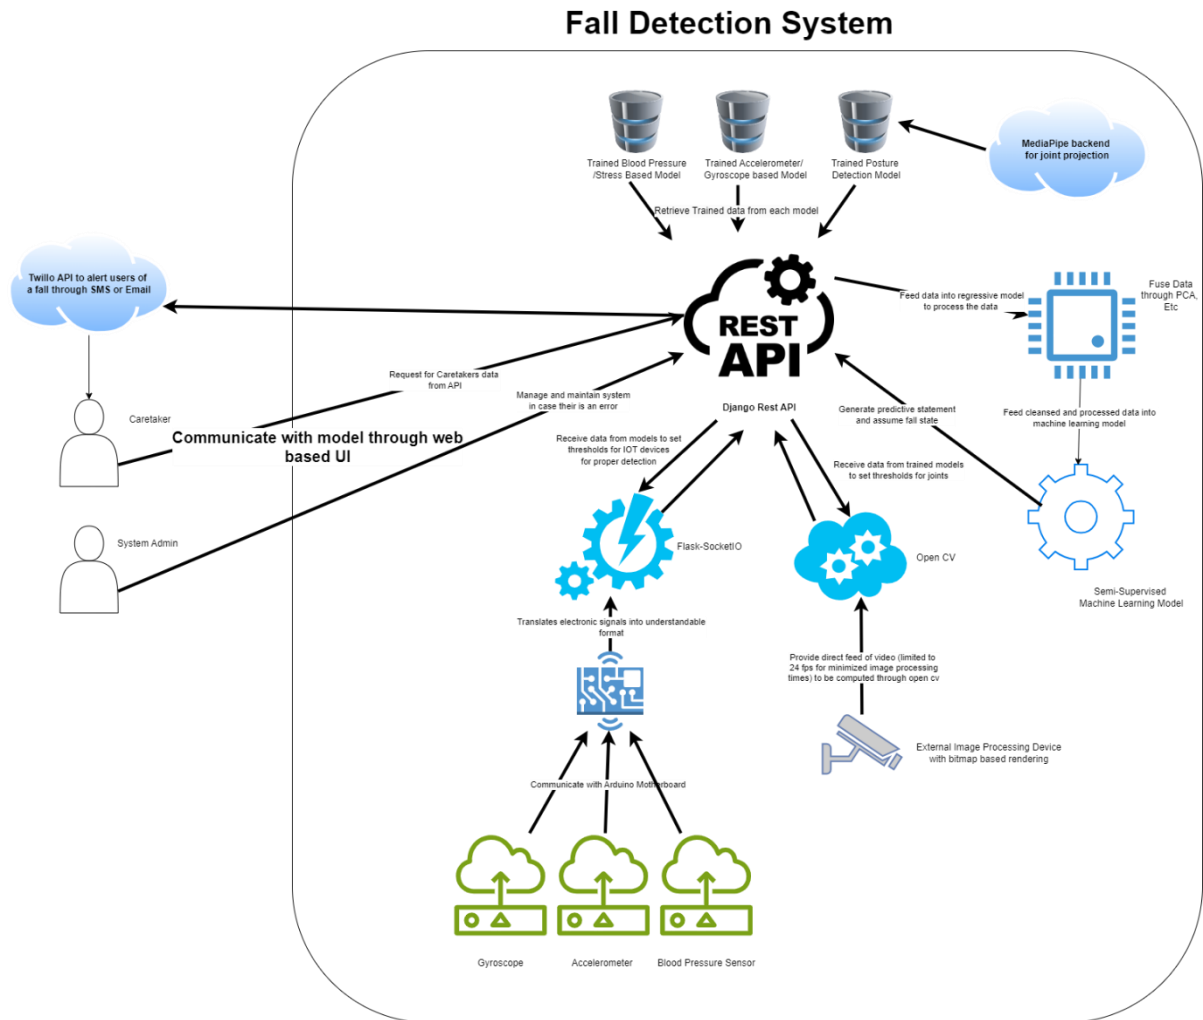 Fall Detection System
Trained Blood Pressure
/Stress Based Model
Trained Accelerometer/
Gyroscope based Model
Trained Posture
Detection Model
MediaPipe backend
for joint projection
Retrieve Trained data from each model
Twillo API to alert users of
a fall through SMS or Email
REST
API
Django Rest API
Feed data into regressive model
to process the data
Fuse Data
through PCA,
Etc
Request for Caretakers data
from API
Manage and maintain system
in case their is an error
Caretaker
Communicate with model through web
based UI
Generate predictive statement
and assume fall state
Feed cleansed and processed data into
machine learning model
Receive data from models to set
thresholds for IOT devices
for proper detection
Receive data from trained models
to set thresholds for joints
System Admin
Flask-SocketIO
Open CV
Semi-Supervised
Machine Learning Model
Translates electronic signals into understandable
format
Provide direct feed of video (limited to
24 fps for minimized image processing
times) to be computed through open cv
External Image Processing Device
with bitmap based rendering
Communicate with Arduino Motherboard
Gyroscope
Accelerometer
Blood Pressure Sensor